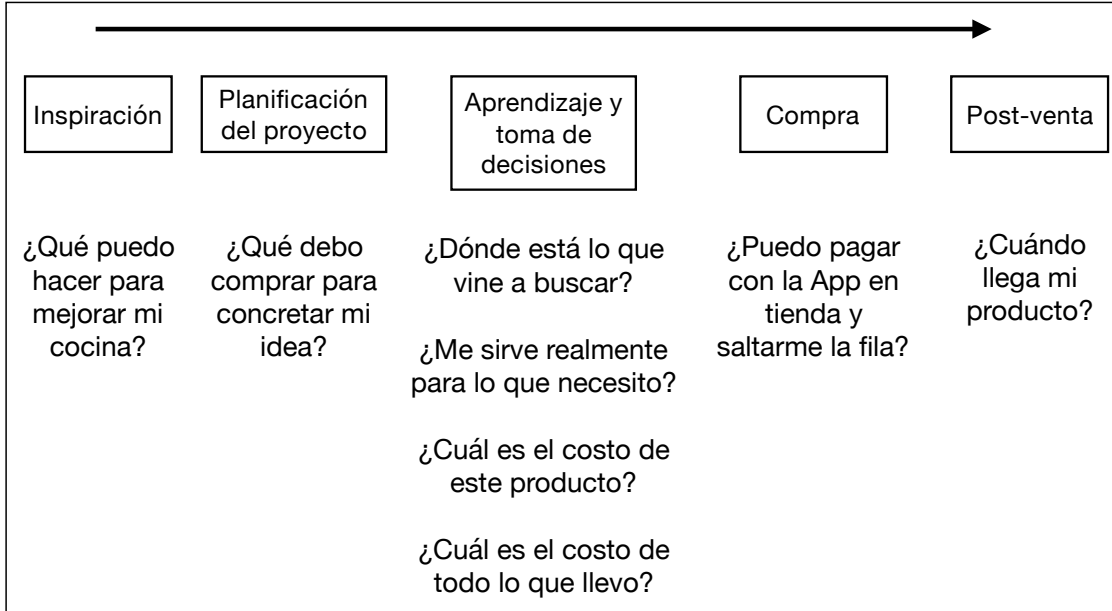 Inspiración
Planificación
del proyecto
Aprendizaje y
toma de
decisiones
Compra
Post-venta
¿Qué puedo
hacer para
mejorar mi
cocina?
¿Qué debo
comprar para
concretar mi
idea?
¿Dónde está lo que
vine a buscar?
¿Me sirve realmente
para lo que necesito?
¿Cuál es el costo de
este producto?
¿Cuál es el costo de
todo lo que llevo?
¿Puedo pagar
con la App en
tienda y
saltarme la fila?
¿Cuándo
llega mi
producto?